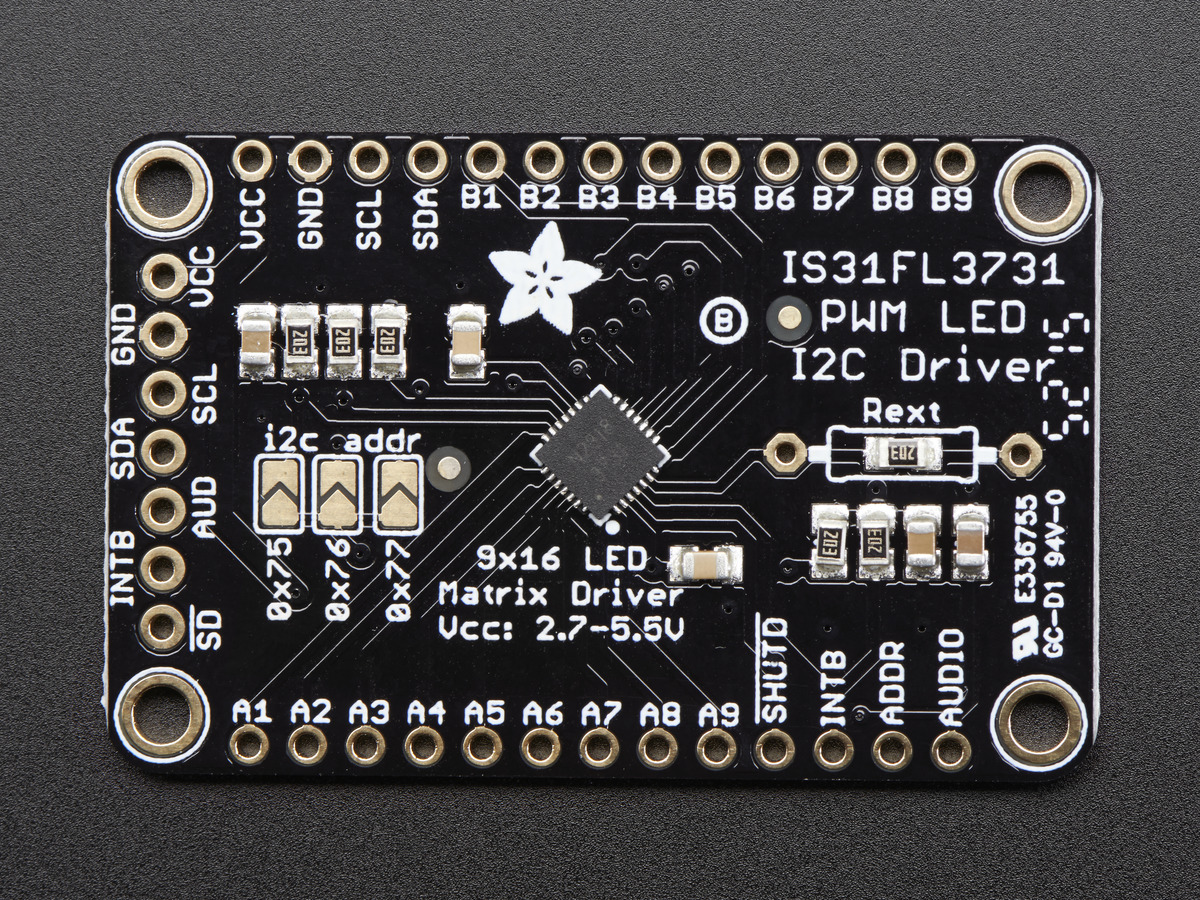 VCC GND SCL SDA B1 B2 B3 B4 B5 B6 B7 B8 B9
VCC
GND
SCL
SDA
AUD
INTB
SD
IS31FL3731
PWM LED
I2C Driver
B
Rext
2R3
i2c addr
0x75 0x76 0x77
9x16 LED
Matrix Driver
Vcc: 2.7-5.5V
E336755
GC-D1 94V-0
A1 A2 A3 A4 A5 A6 A7 A8 A9 SHUTD INTB ADDR AUDIO